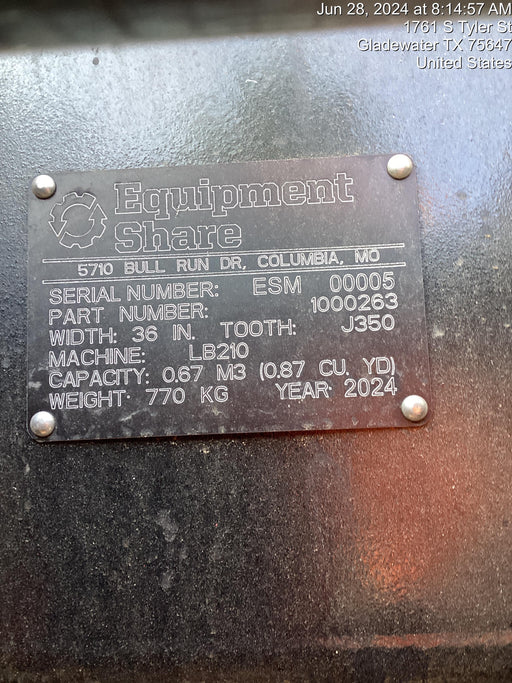 Jun 28, 2024 at 8:14:57 AM
1761 S Tyler St
Gladewater TX 75647
United States
Equipment
Share
5710 BULL RUN DR, COLUMBIA, MO
SERIAL NUMBER: ESM 00005
PART NUMBER: 1000263
WIDTH: 36 IN. TOOTH: J350
MACHINE: LB210
CAPACITY: 0.67 M3 (0.87 CU. YD)
WEIGHT: 770 KG YEAR: 2024